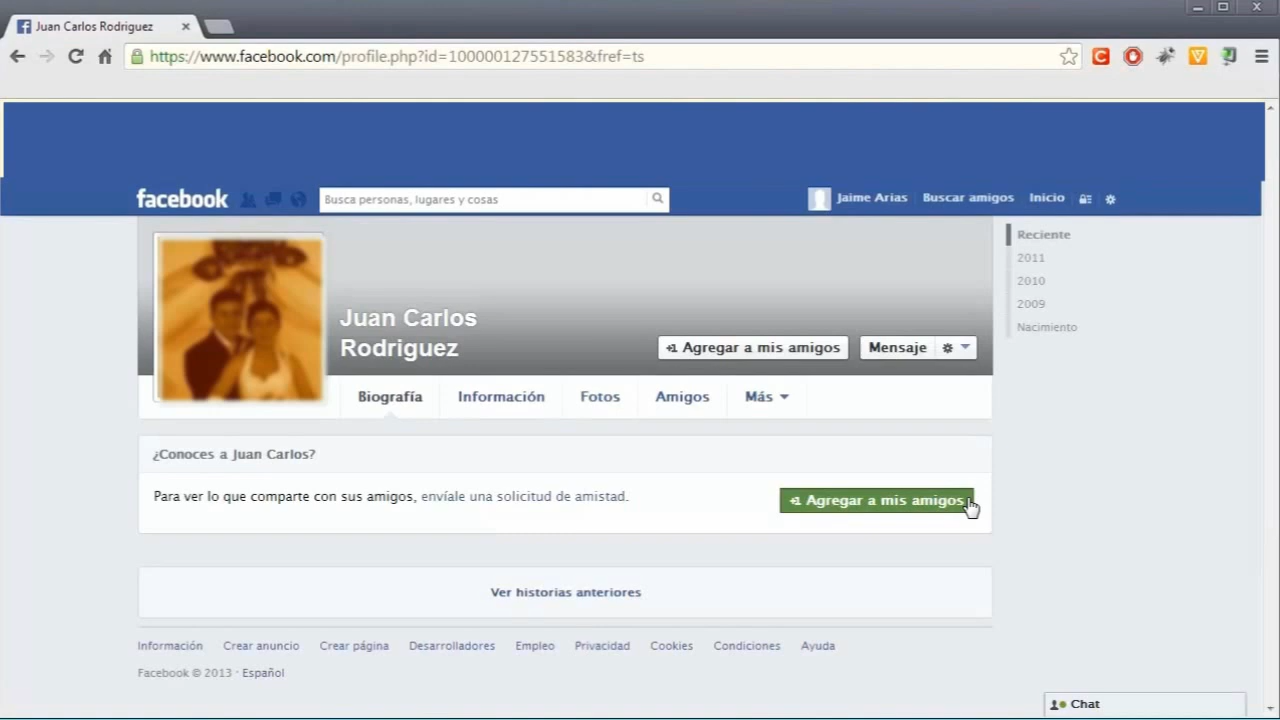 Juan Carlos Rodriguez
https://www.facebook.com/profile.php?id=100000127551583&fref=ts
facebook
Busca personas, lugares y cosas
Jaime Arias Buscar amigos Inicio
Reciente
2011
2010
2009
Nacimiento
Juan Carlos
Rodriguez
+1 Agregar a mis amigos
Mensaje
Biografía Información Fotos Amigos Más
¿Conoces a Juan Carlos?
Para ver lo que comparte con sus amigos, envíale una solicitud de amistad.
+1 Agregar a mis amigos
Ver historias anteriores
Información Crear anuncio Crear página Desarrolladores Empleo Privacidad Cookies Condiciones Ayuda
Facebook © 2013 · Español
Chat